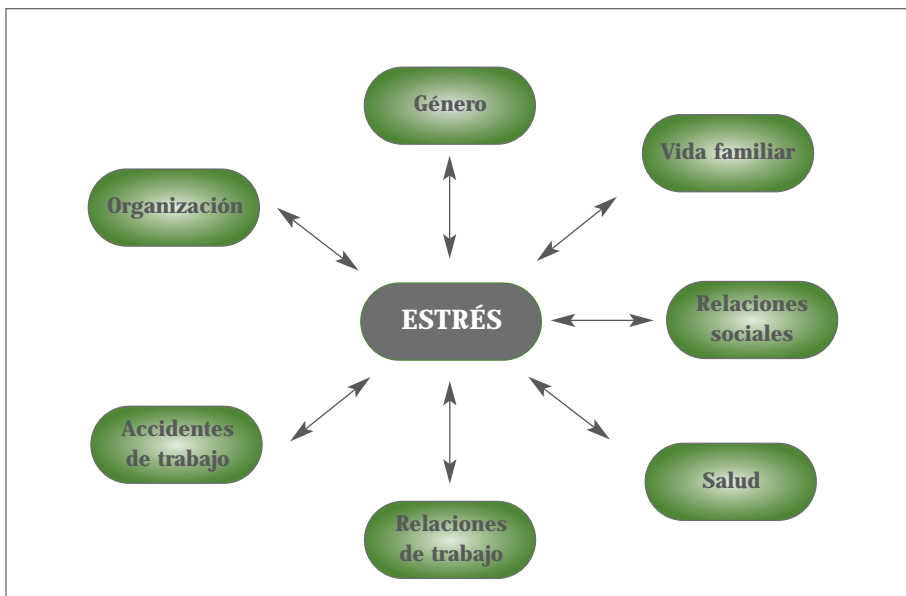 Género
Vida familiar
Organización
ESTRÉS
Relaciones
sociales
Accidentes
de trabajo
Salud
Relaciones
de trabajo